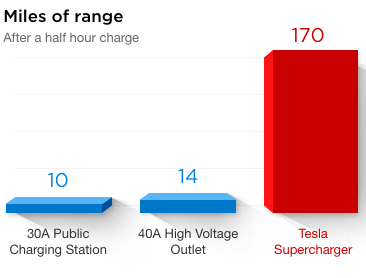 Miles of range
After a half hour charge
170
10
14
30A Public
Charging Station
40A High Voltage
Outlet
Tesla
Supercharger